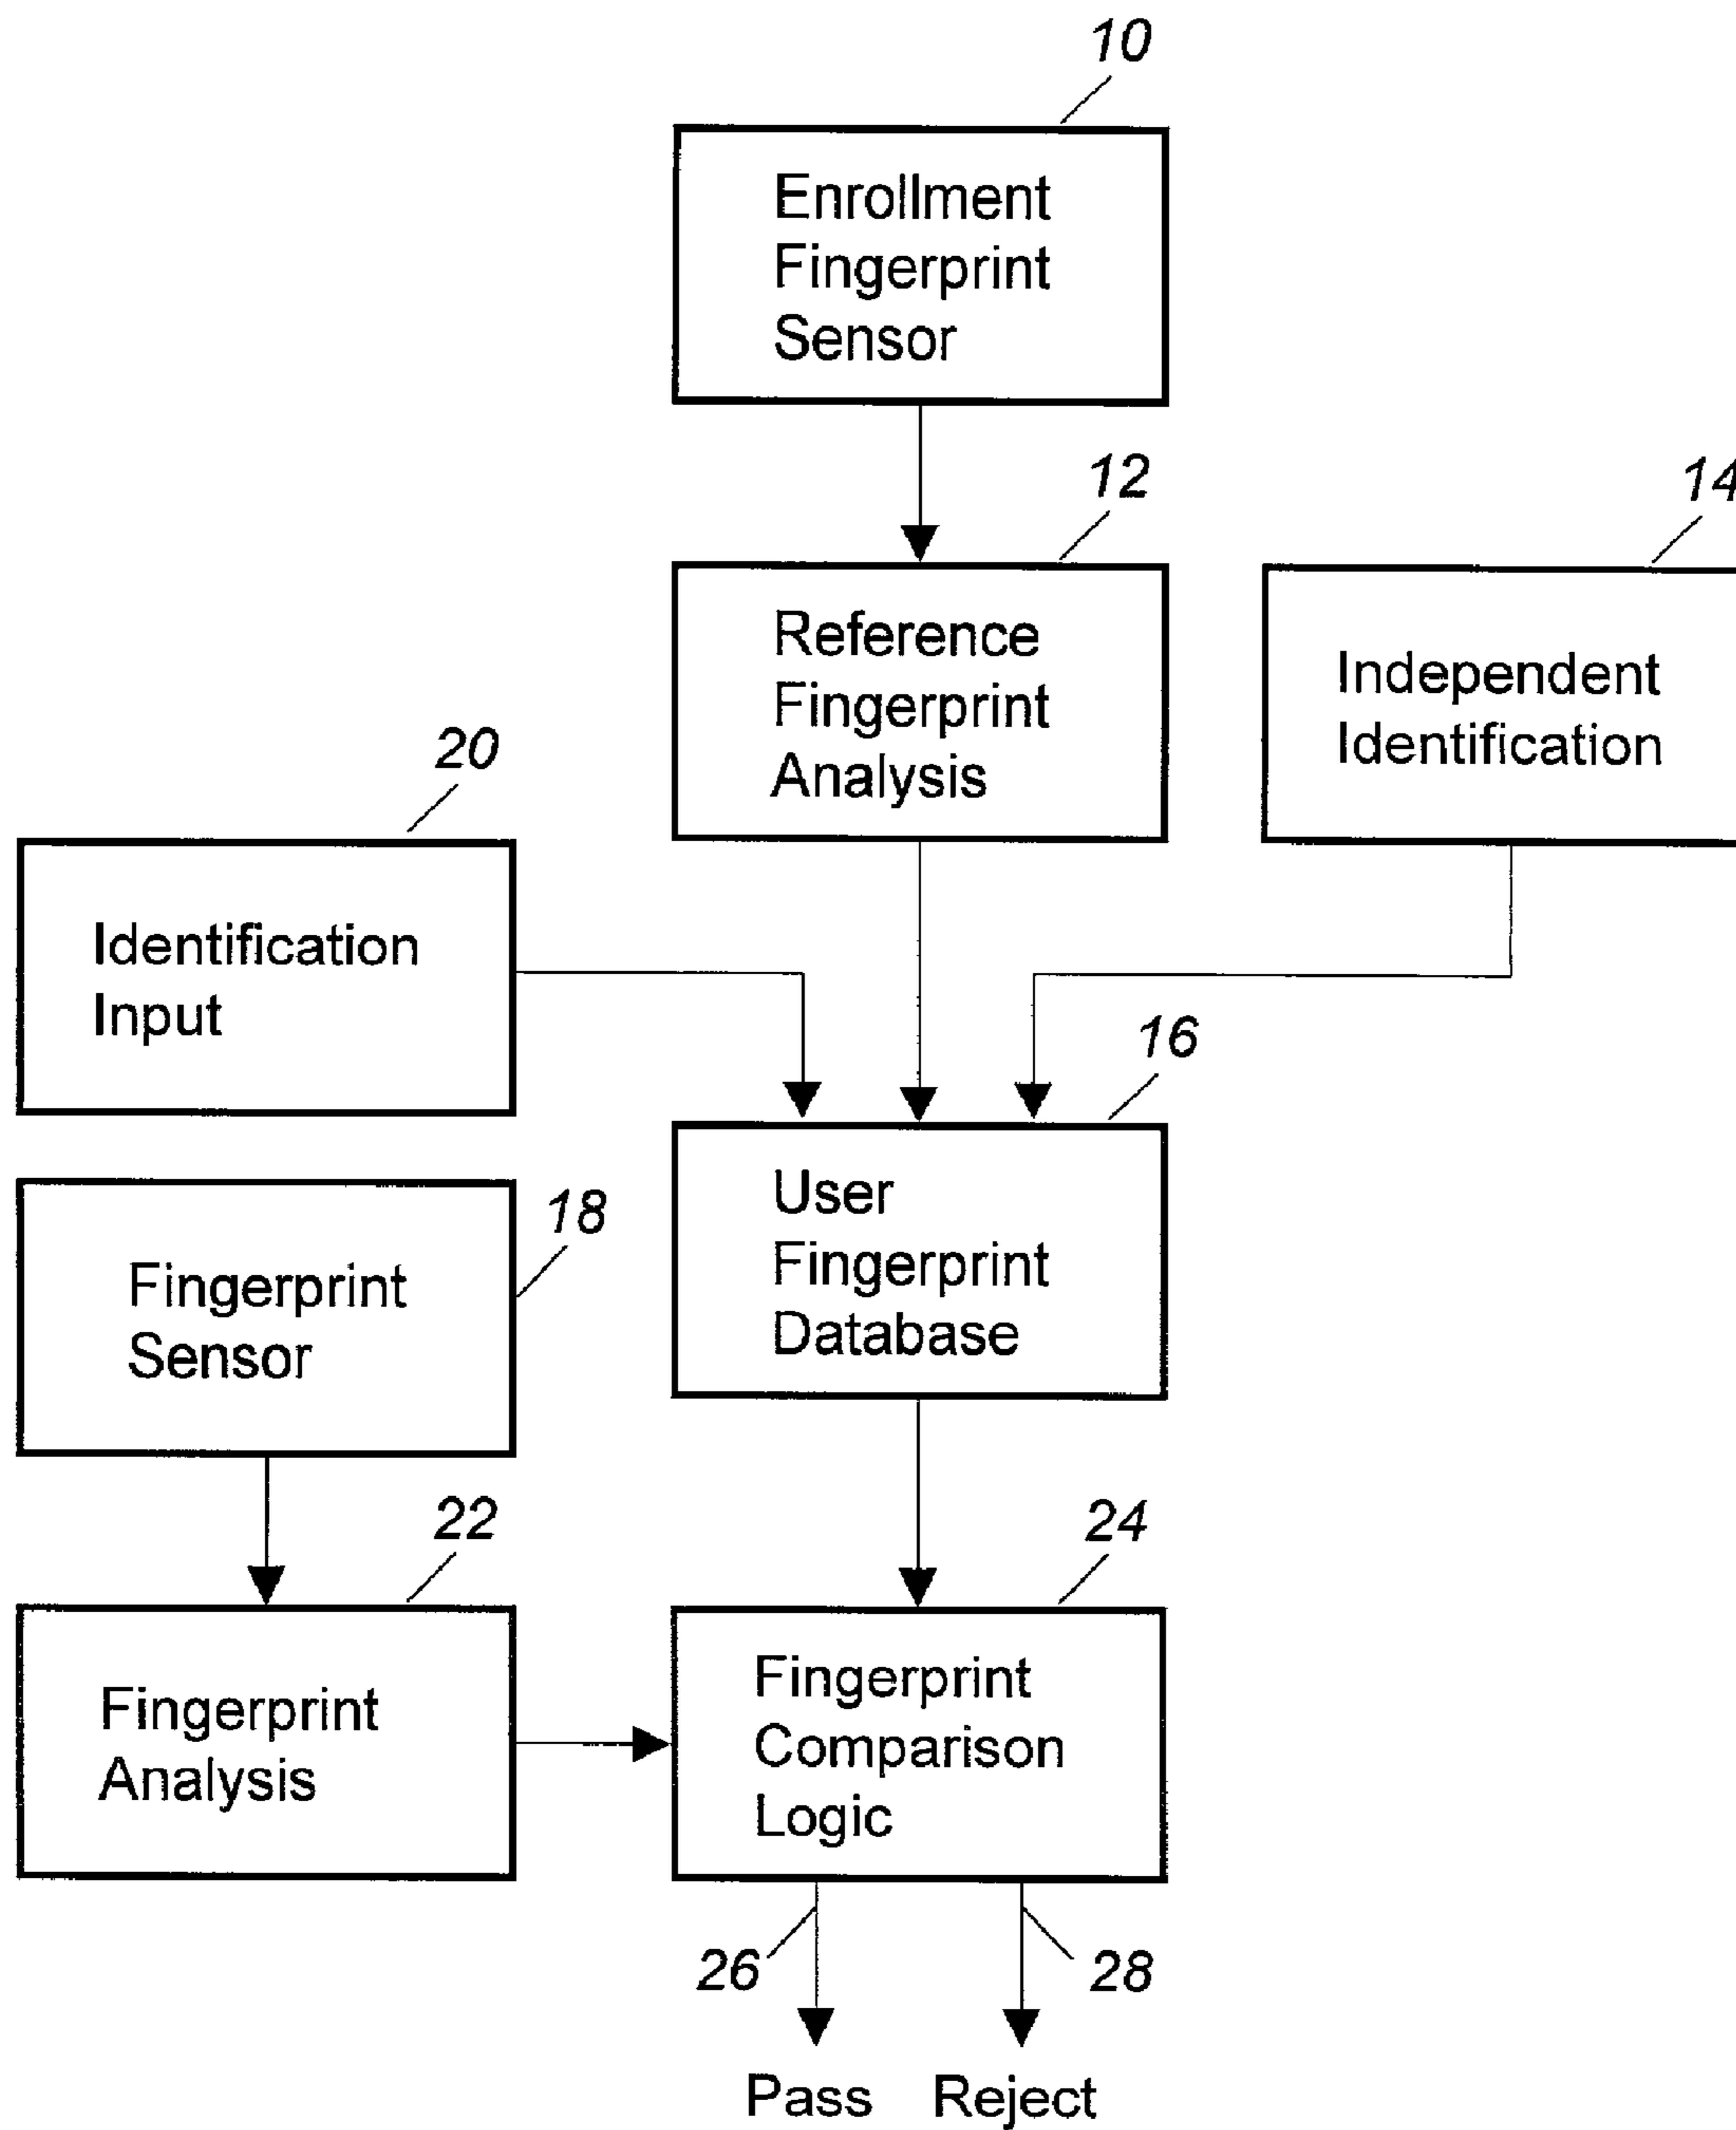 10
Enrollment
Fingerprint
Sensor
12
Reference
Fingerprint
Analysis
14
Independent
Identification
20
Identification
Input
16
User
Fingerprint
Database
18
Fingerprint
Sensor
22
Fingerprint
Analysis
24
Fingerprint
Comparison
Logic
26
28
Pass
Reject